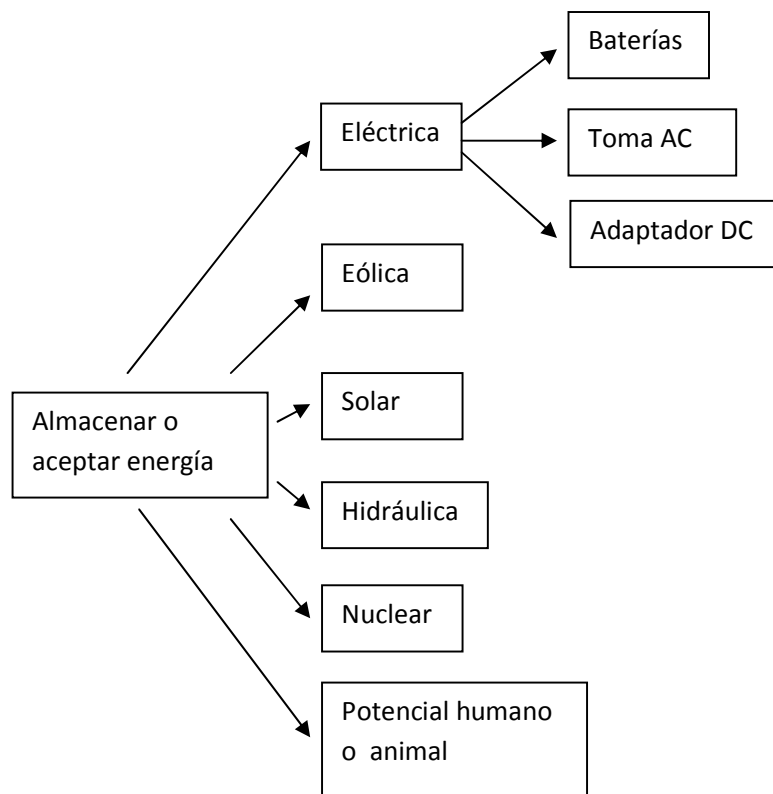 Baterías
Eléctrica
Toma AC
Adaptador DC
Eólica
Solar
Almacenar o
aceptar energía
Hidráulica
Nuclear
Potencial humano
o  animal